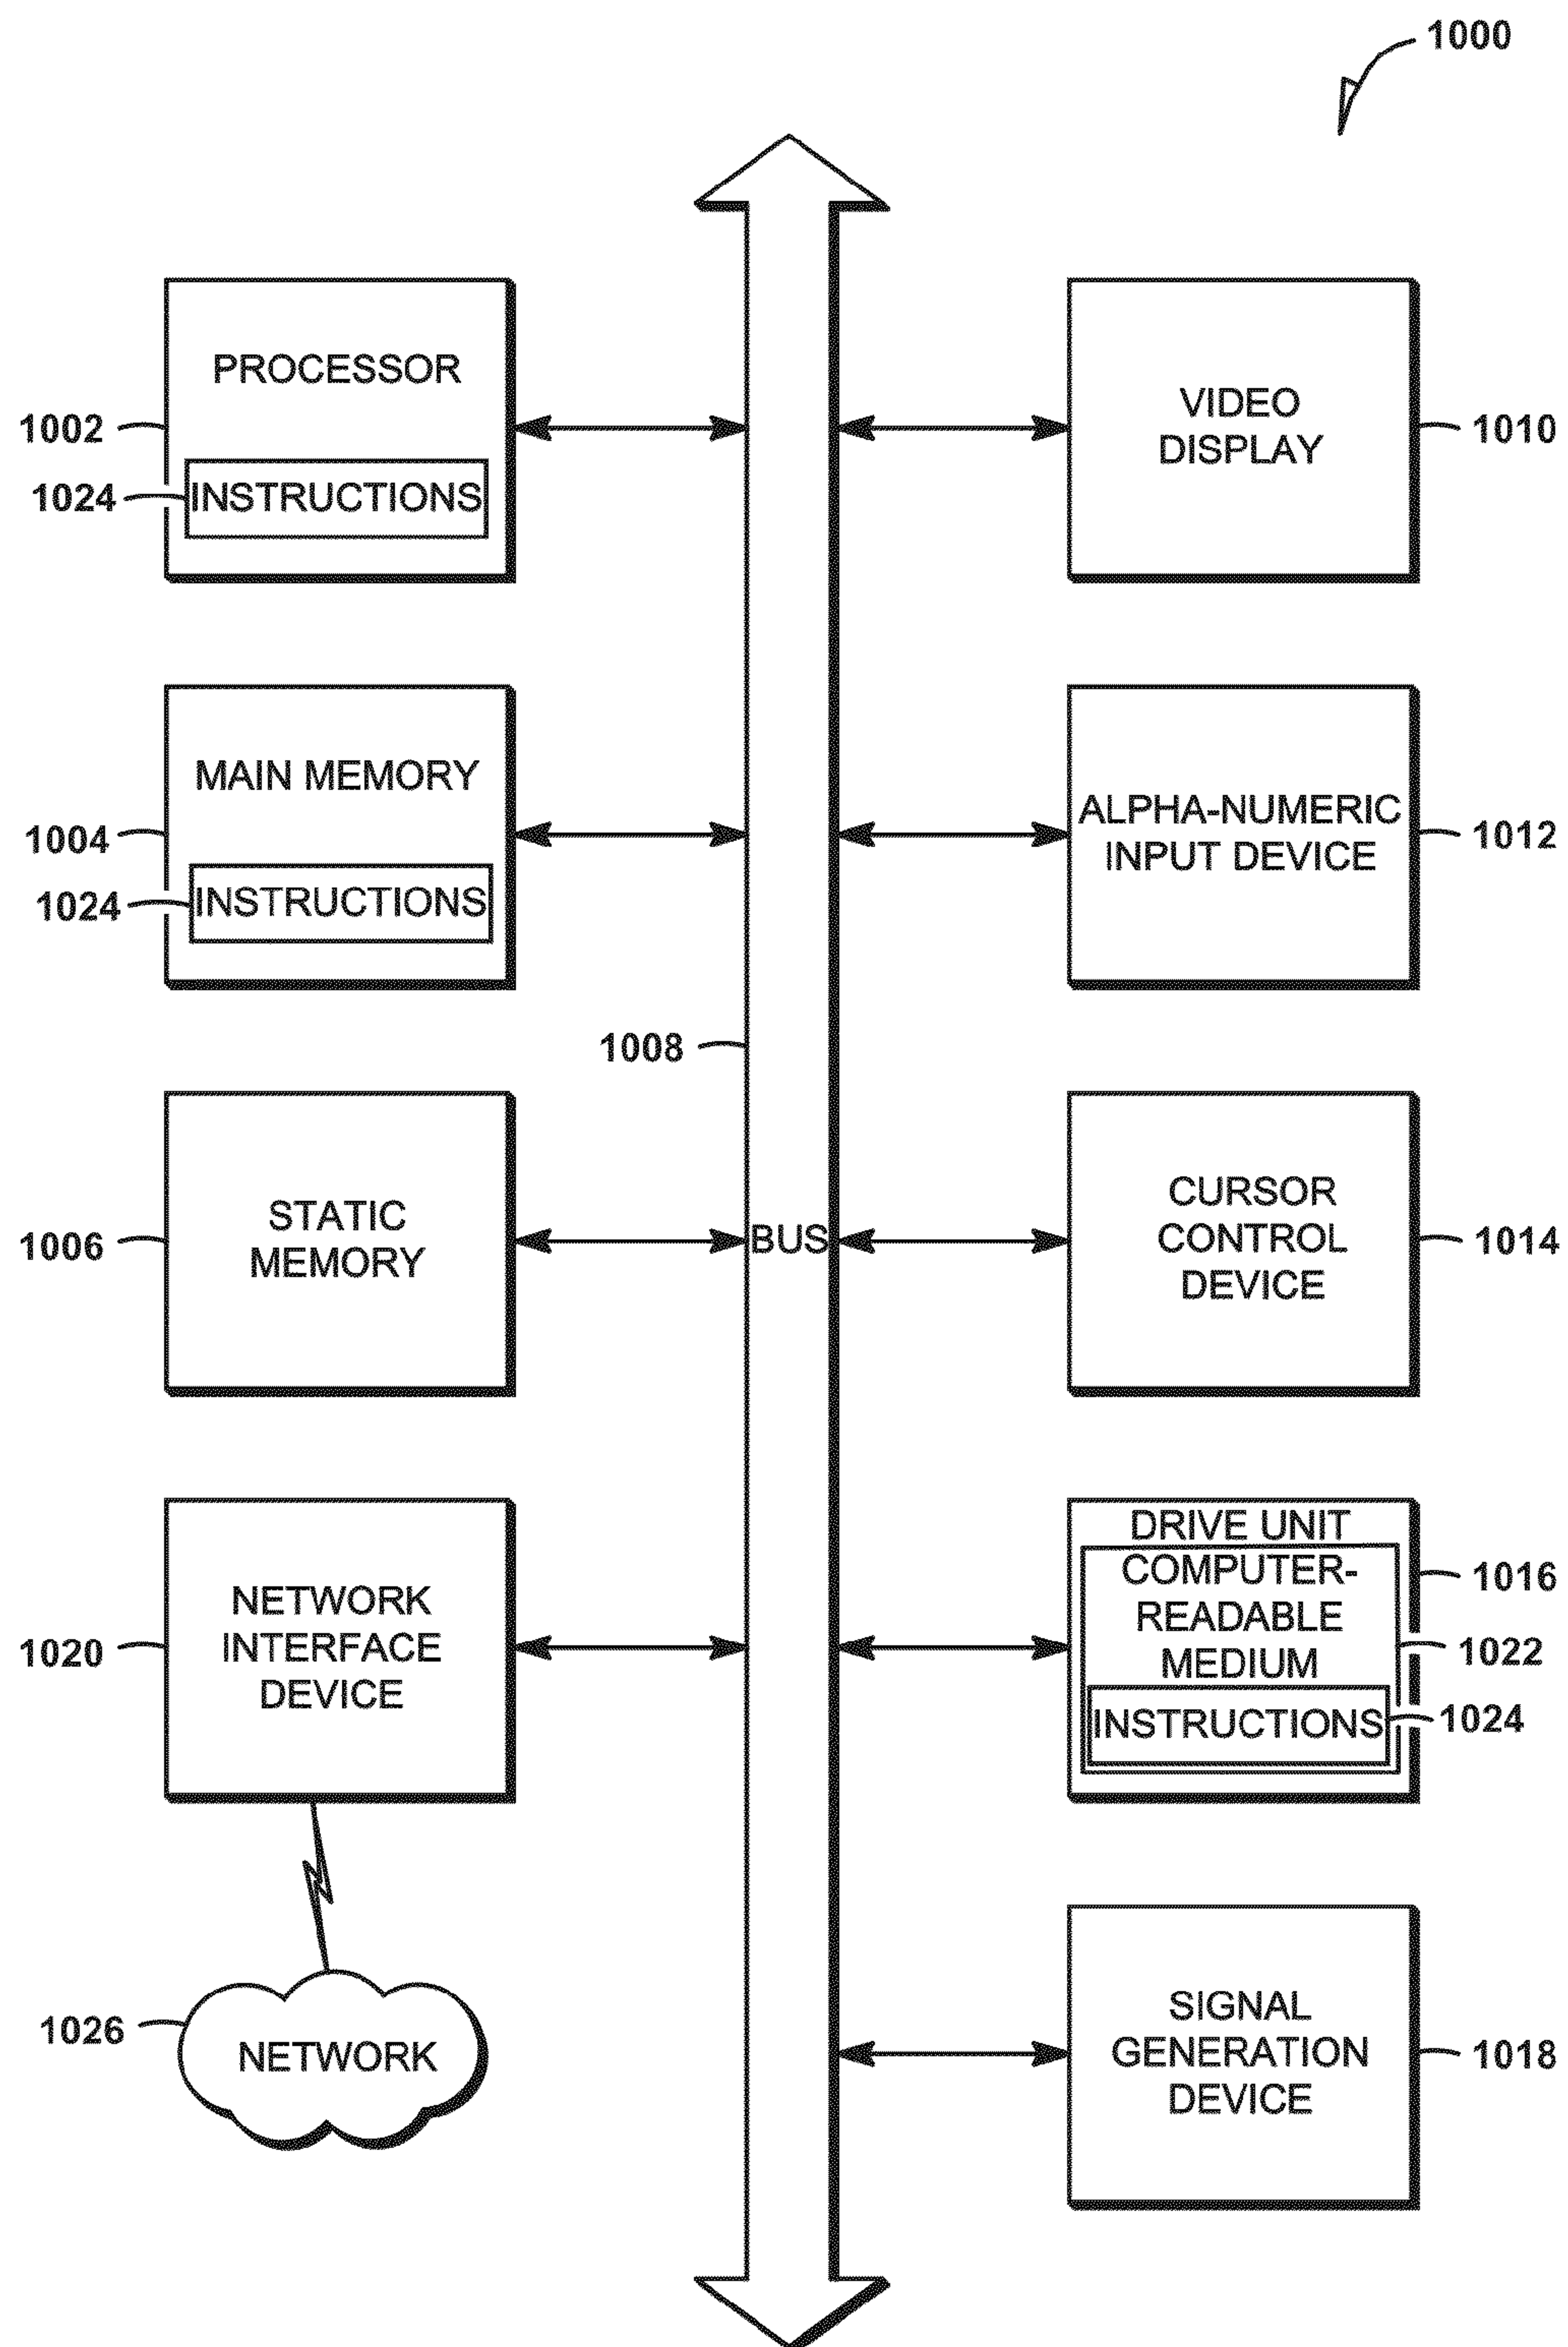 1000
PROCESSOR
1002
1024
INSTRUCTIONS
VIDEO
DISPLAY
1010
MAIN MEMORY
1004
1024
INSTRUCTIONS
ALPHA-NUMERIC
INPUT DEVICE
1012
1008
STATIC
MEMORY
1006
BUS
CURSOR
CONTROL
DEVICE
1014
NETWORK
INTERFACE
DEVICE
1020
DRIVE UNIT
COMPUTER-
READABLE
MEDIUM
INSTRUCTIONS
1016
1022
1024
1026
NETWORK
SIGNAL
GENERATION
DEVICE
1018